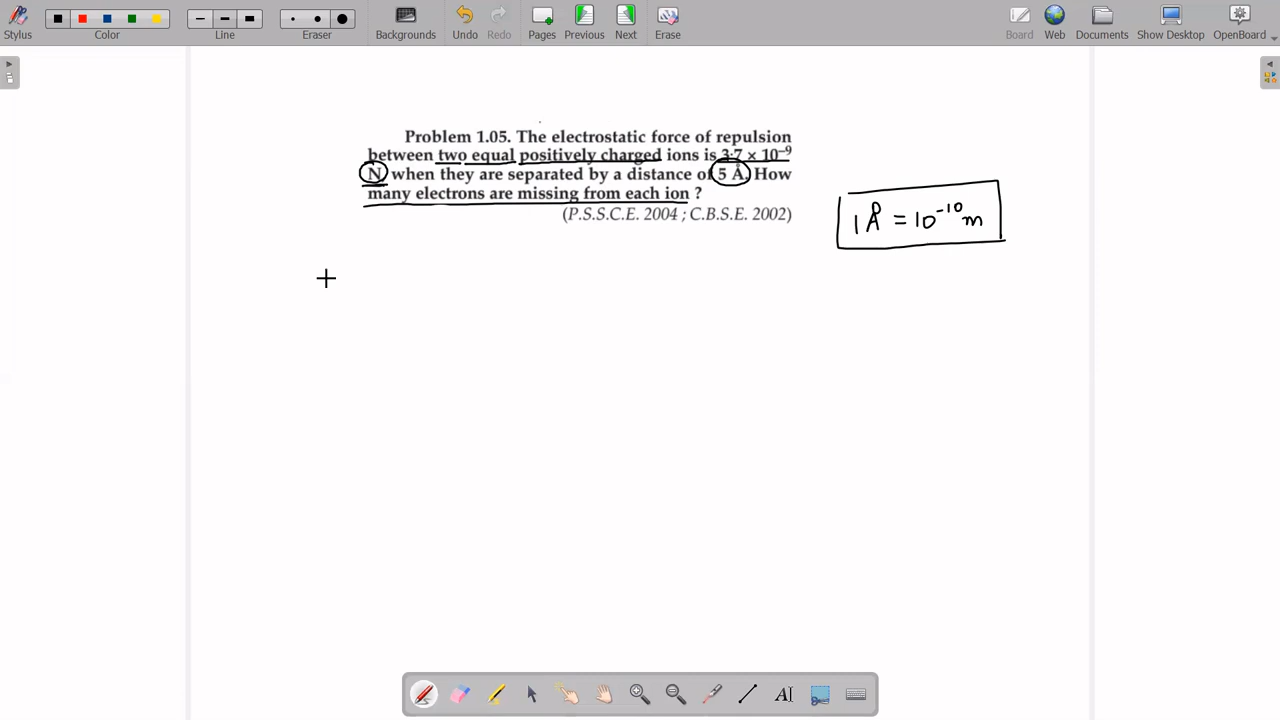 Stylus Color Line Eraser Backgrounds Undo Redo Pages Previous Next Erase Board Web Documents Show Desktop OpenBoard
Problem 1.05. The electrostatic force of repulsion
between two equal positively charged ions is 3·7 × 10⁻⁹
N when they are separated by a distance of 5 Å. How
many electrons are missing from each ion ?
(P.S.S.C.E. 2004 ; C.B.S.E. 2002)
1 Å = 10⁻¹⁰ m